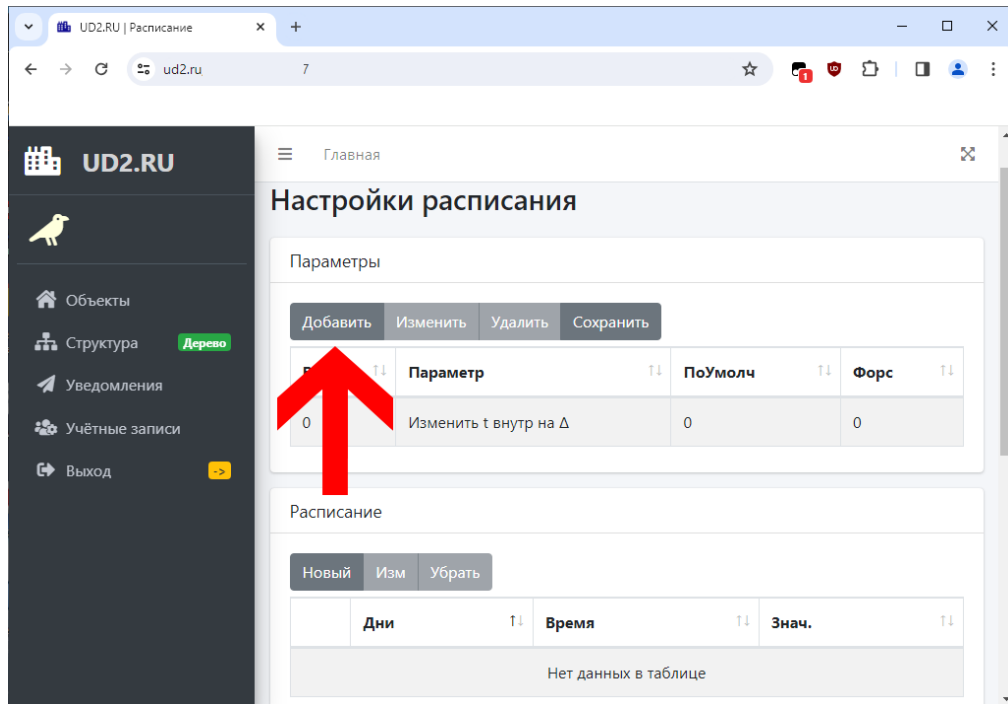 UD2.RU | Расписание
ud2.ru 7
1
UD2.RU
Главная
Настройки расписания
Объекты
Структура Дерево
Уведомления
Учётные записи
Выход ->
Параметры
Добавить Изменить Удалить Сохранить
Параметр ПоУмолч Форс
0 Изменить t внутр на Δ 0 0
Расписание
Новый Изм Убрать
Дни Время Знач.
Нет данных в таблице